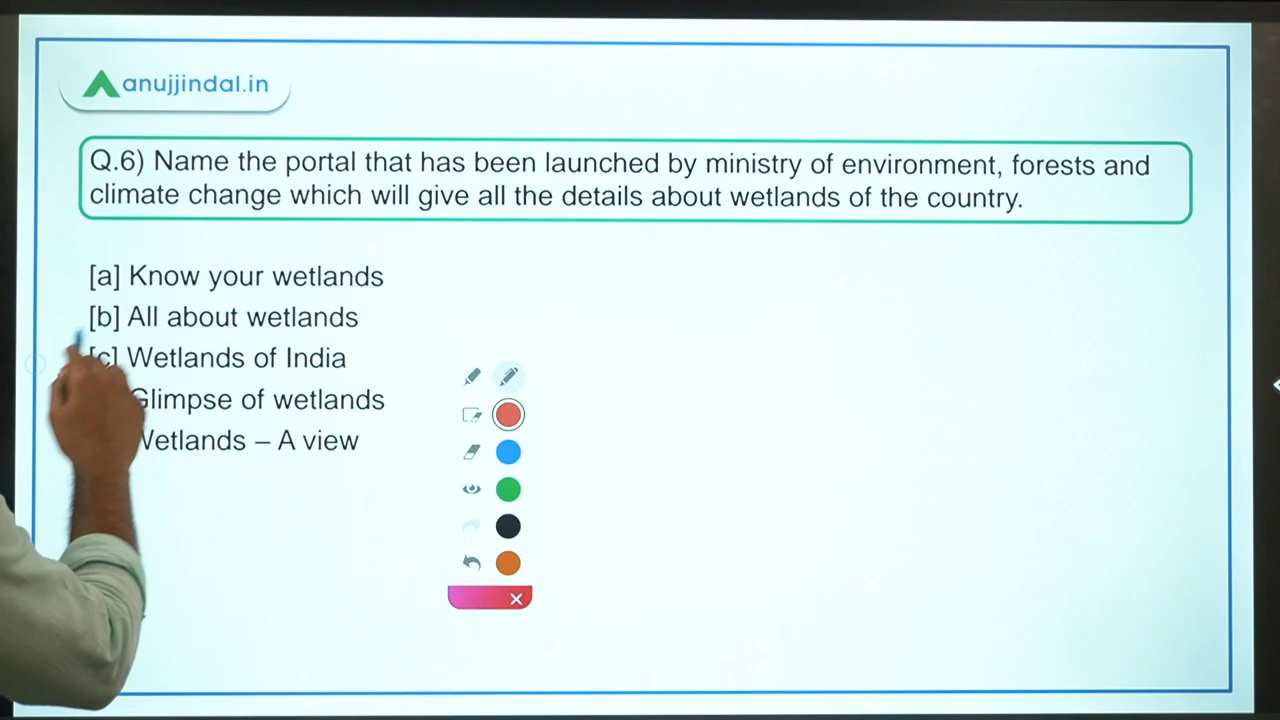 anujjindal.in
Q.6) Name the portal that has been launched by ministry of environment, forests and
climate change which will give all the details about wetlands of the country.
[a] Know your wetlands
[b] All about wetlands
[c] Wetlands of India
Glimpse of wetlands
Wetlands – A view